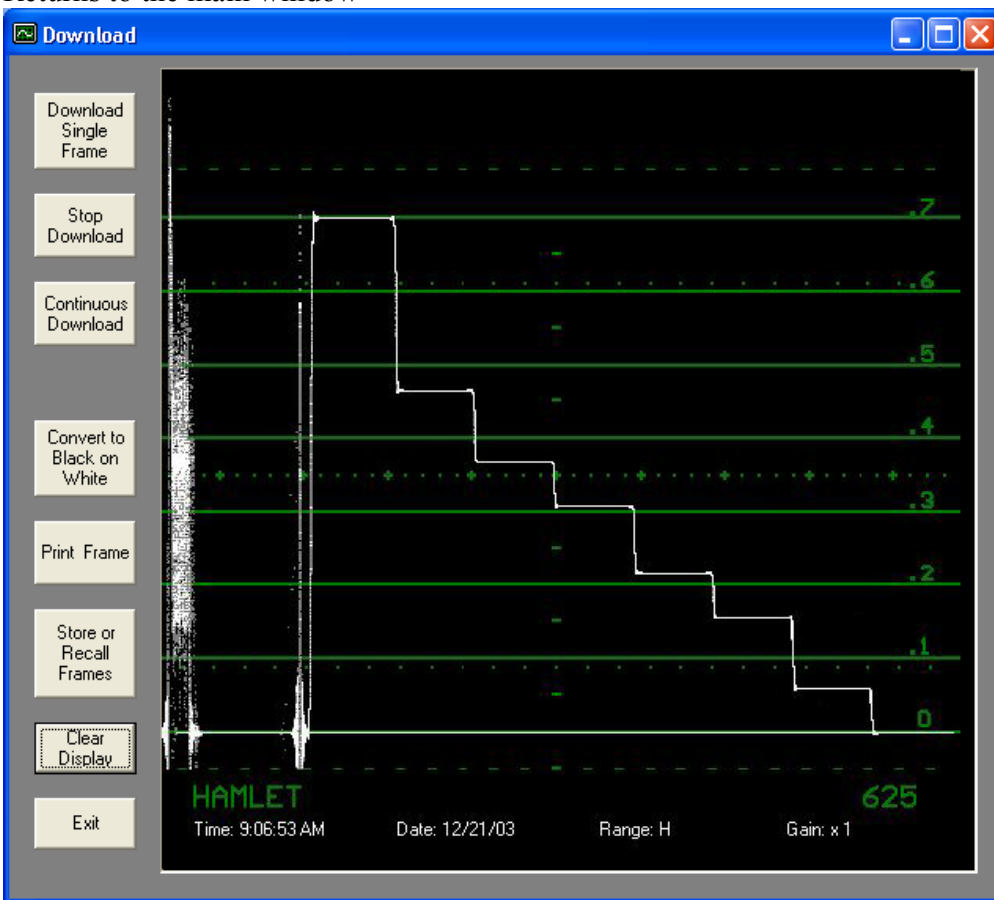 Returns to the main window
Download
Download
Single
Frame
Stop
Download
Continuous
Download
Convert to
Black on
White
Print Frame
Store or
Recall
Frames
Clear
Display
Exit
.7
.6
.5
.4
.3
.2
.1
0
HAMLET 625
Time: 9:06:53 AM Date: 12/21/03 Range: H Gain: x 1